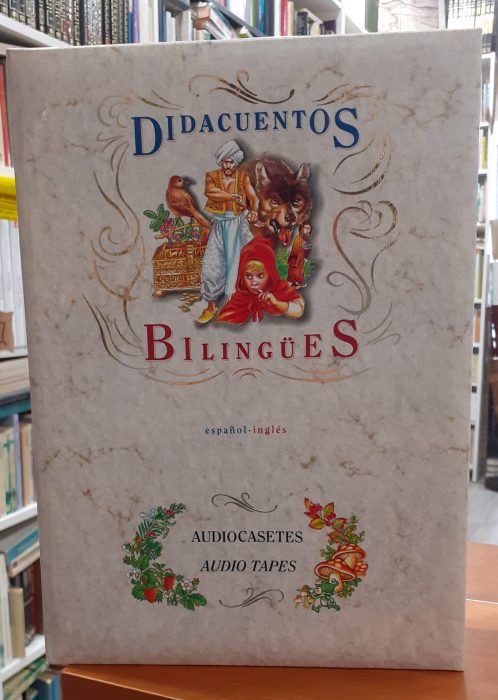 DIDACUENTOS
BILINGÜES
español-inglés
AUDIOCASETES
AUDIO TAPES